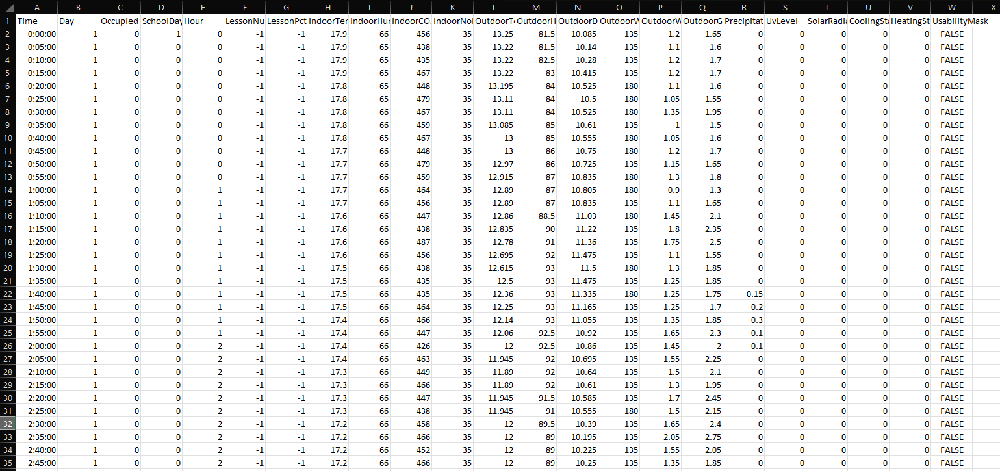 A B C D E F G H I J K L M N O P Q R S T U V W X
1 Time Day Occupied SchoolDay Hour LessonNu LessonPct IndoorTer IndoorHur IndoorCO IndoorNoi OutdoorT OutdoorH OutdoorD OutdoorW OutdoorW OutdoorG Precipitat UvLevel SolarRadia CoolingSta HeatingSt UsabilityMask
2 0:00:00 1 0 1 0 -1 -1 17.9 66 456 35 13.25 81.5 10.085 135 1.2 1.65 0 0 0 0 0 FALSE
3 0:05:00 1 0 0 0 -1 -1 17.9 65 438 35 13.22 81.5 10.14 135 1.1 1.6 0 0 0 0 0 FALSE
4 0:10:00 1 0 0 0 -1 -1 17.9 65 435 35 13.22 82.5 10.28 135 1.2 1.7 0 0 0 0 0 FALSE
5 0:15:00 1 0 0 0 -1 -1 17.9 65 467 35 13.22 83 10.415 135 1.2 1.7 0 0 0 0 0 FALSE
6 0:20:00 1 0 0 0 -1 -1 17.8 65 448 35 13.195 84 10.525 180 1.1 1.6 0 0 0 0 0 FALSE
7 0:25:00 1 0 0 0 -1 -1 17.8 65 479 35 13.11 84 10.5 180 1.05 1.55 0 0 0 0 0 FALSE
8 0:30:00 1 0 0 0 -1 -1 17.8 66 467 35 13.11 84 10.525 180 1.35 1.95 0 0 0 0 0 FALSE
9 0:35:00 1 0 0 0 -1 -1 17.8 66 459 35 13.085 85 10.61 135 1 1.5 0 0 0 0 0 FALSE
10 0:40:00 1 0 0 0 -1 -1 17.8 65 467 35 13 85 10.555 180 1.05 1.6 0 0 0 0 0 FALSE
11 0:45:00 1 0 0 0 -1 -1 17.7 66 448 35 13 86 10.75 180 1.2 1.7 0 0 0 0 0 FALSE
12 0:50:00 1 0 0 0 -1 -1 17.7 66 479 35 12.97 86 10.725 180 1.15 1.65 0 0 0 0 0 FALSE
13 0:55:00 1 0 0 0 -1 -1 17.7 66 459 35 12.915 87 10.835 180 1.3 1.8 0 0 0 0 0 FALSE
14 1:00:00 1 0 0 1 -1 -1 17.7 66 464 35 12.89 87 10.805 180 0.9 1.3 0 0 0 0 0 FALSE
15 1:05:00 1 0 0 1 -1 -1 17.7 66 456 35 12.89 87 10.835 180 1.1 1.65 0 0 0 0 0 FALSE
16 1:10:00 1 0 0 1 -1 -1 17.6 66 447 35 12.86 88.5 11.03 180 1.45 2.1 0 0 0 0 0 FALSE
17 1:15:00 1 0 0 1 -1 -1 17.6 66 438 35 12.835 90 11.22 135 1.8 2.35 0 0 0 0 0 FALSE
18 1:20:00 1 0 0 1 -1 -1 17.6 66 487 35 12.78 91 11.36 135 1.75 2.5 0 0 0 0 0 FALSE
19 1:25:00 1 0 0 1 -1 -1 17.6 66 456 35 12.695 92 11.475 135 1.1 1.55 0 0 0 0 0 FALSE
20 1:30:00 1 0 0 1 -1 -1 17.5 66 438 35 12.615 93 11.5 180 1.3 1.85 0 0 0 0 0 FALSE
21 1:35:00 1 0 0 1 -1 -1 17.5 66 435 35 12.5 93 11.475 135 1.25 1.85 0 0 0 0 0 FALSE
22 1:40:00 1 0 0 1 -1 -1 17.5 66 435 35 12.36 93 11.335 180 1.25 1.75 0.15 0 0 0 0 FALSE
23 1:45:00 1 0 0 1 -1 -1 17.5 66 464 35 12.25 93 11.165 135 1.25 1.7 0.2 0 0 0 0 FALSE
24 1:50:00 1 0 0 1 -1 -1 17.4 66 466 35 12.14 93 11.055 135 1.35 1.85 0.3 0 0 0 0 FALSE
25 1:55:00 1 0 0 1 -1 -1 17.4 66 447 35 12.06 92.5 10.92 135 1.65 2.3 0.1 0 0 0 0 FALSE
26 2:00:00 1 0 0 2 -1 -1 17.4 66 426 35 12 92.5 10.86 135 1.45 2 0.1 0 0 0 0 FALSE
27 2:05:00 1 0 0 2 -1 -1 17.4 66 463 35 11.945 92 10.695 135 1.55 2.25 0 0 0 0 0 FALSE
28 2:10:00 1 0 0 2 -1 -1 17.3 66 449 35 11.89 92 10.64 135 1.5 2.1 0 0 0 0 0 FALSE
29 2:15:00 1 0 0 2 -1 -1 17.3 66 466 35 11.89 92 10.61 135 1.3 1.95 0 0 0 0 0 FALSE
30 2:20:00 1 0 0 2 -1 -1 17.3 66 447 35 11.945 91.5 10.585 135 1.7 2.45 0 0 0 0 0 FALSE
31 2:25:00 1 0 0 2 -1 -1 17.3 66 438 35 11.945 91 10.555 180 1.5 2.15 0 0 0 0 0 FALSE
32 2:30:00 1 0 0 2 -1 -1 17.2 66 458 35 12 89.5 10.39 135 1.65 2.4 0 0 0 0 0 FALSE
33 2:35:00 1 0 0 2 -1 -1 17.2 66 466 35 12 89 10.195 135 2.05 2.75 0 0 0 0 0 FALSE
34 2:40:00 1 0 0 2 -1 -1 17.2 66 452 35 12 89 10.225 135 1.55 2.05 0 0 0 0 0 FALSE
35 2:45:00 1 0 0 2 -1 -1 17.2 66 466 35 12 89 10.25 135 1.35 1.85 0 0 0 0 0 FALSE